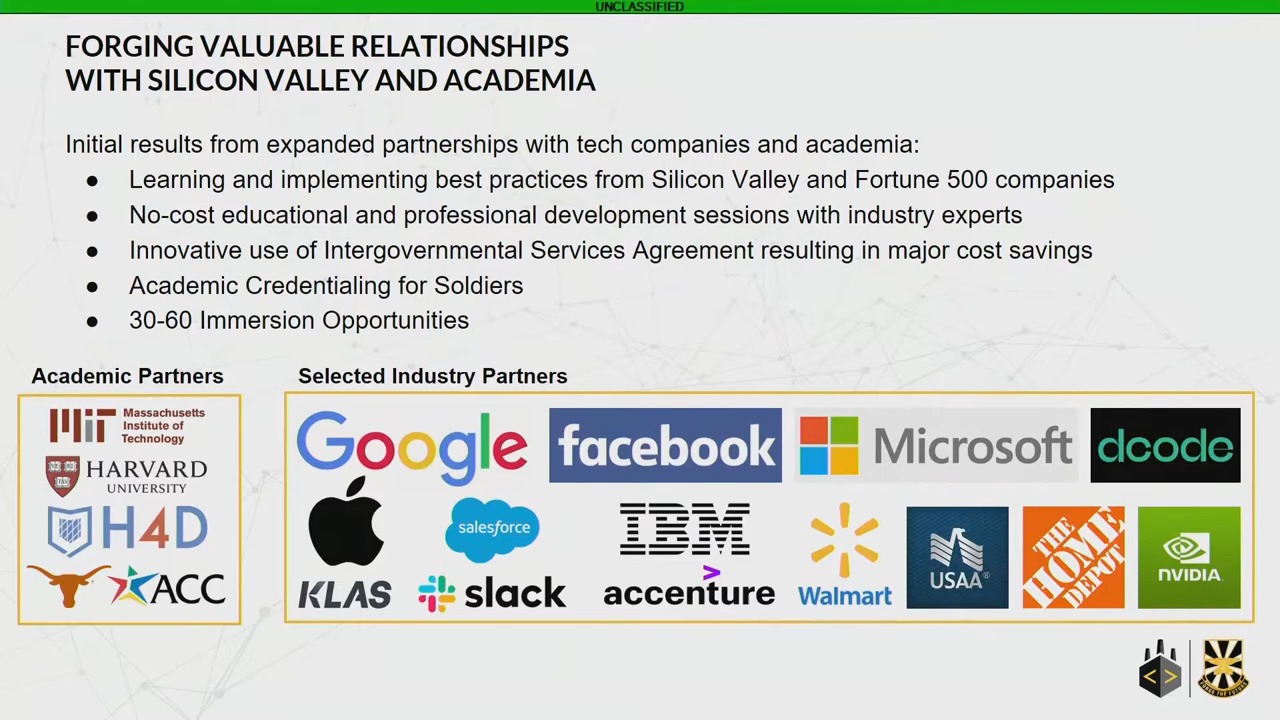 UNCLASSIFIED
FORGING VALUABLE RELATIONSHIPS
WITH SILICON VALLEY AND ACADEMIA
Initial results from expanded partnerships with tech companies and academia:
● Learning and implementing best practices from Silicon Valley and Fortune 500 companies
● No-cost educational and professional development sessions with industry experts
● Innovative use of Intergovernmental Services Agreement resulting in major cost savings
● Academic Credentialing for Soldiers
● 30-60 Immersion Opportunities
Academic Partners
MIT
Massachusetts
Institute of
Technology
HARVARD
UNIVERSITY
H4D
ACC
Selected Industry Partners
Google
facebook
Microsoft
dcode
salesforce
IBM
Walmart
USAA®
THE
HOME
DEPOT
NVIDIA
KLAS
slack
>
accenture
< >
FORGE THE FUTURE